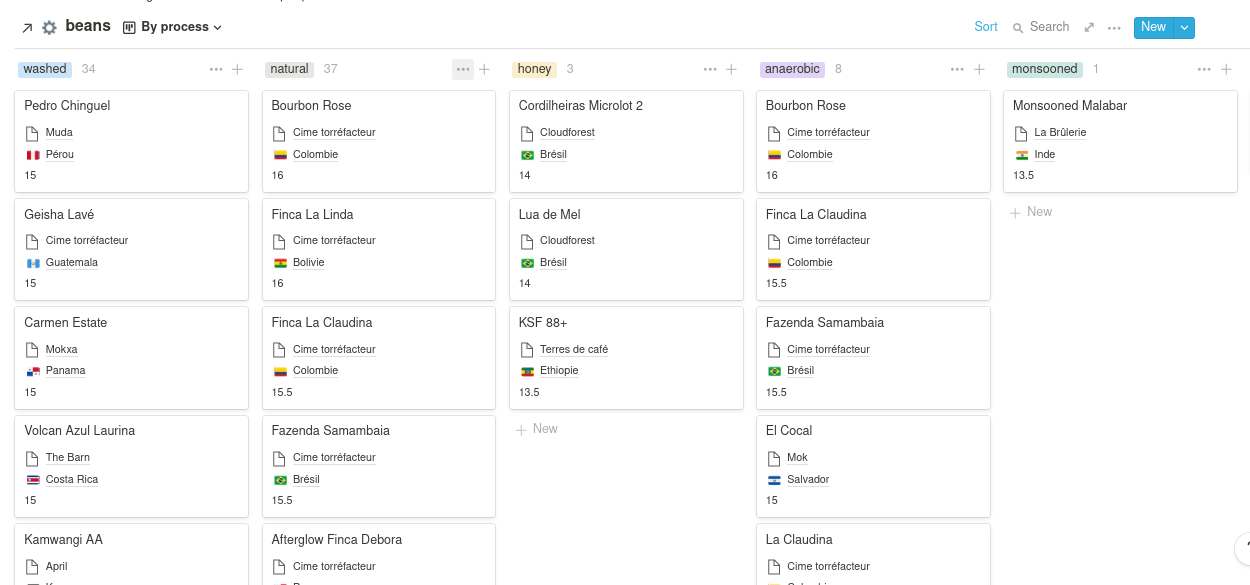 beans By process
Sort Search New
washed 34
Pedro Chinguel
Muda
Pérou
15
Geisha Lavé
Cime torréfacteur
Guatemala
15
Carmen Estate
Mokxa
Panama
15
Volcan Azul Laurina
The Barn
Costa Rica
15
Kamwangi AA
April
natural 37
Bourbon Rose
Cime torréfacteur
Colombie
16
Finca La Linda
Cime torréfacteur
Bolivie
16
Finca La Claudina
Cime torréfacteur
Colombie
15.5
Fazenda Samambaia
Cime torréfacteur
Brésil
15.5
Afterglow Finca Debora
Cime torréfacteur
honey 3
Cordilheiras Microlot 2
Cloudforest
Brésil
14
Lua de Mel
Cloudforest
Brésil
14
KSF 88+
Terres de café
Ethiopie
13.5
New
anaerobic 8
Bourbon Rose
Cime torréfacteur
Colombie
16
Finca La Claudina
Cime torréfacteur
Colombie
15.5
Fazenda Samambaia
Cime torréfacteur
Brésil
15.5
El Cocal
Mok
Salvador
15
La Claudina
Cime torréfacteur
monsooned 1
Monsooned Malabar
La Brûlerie
Inde
13.5
New